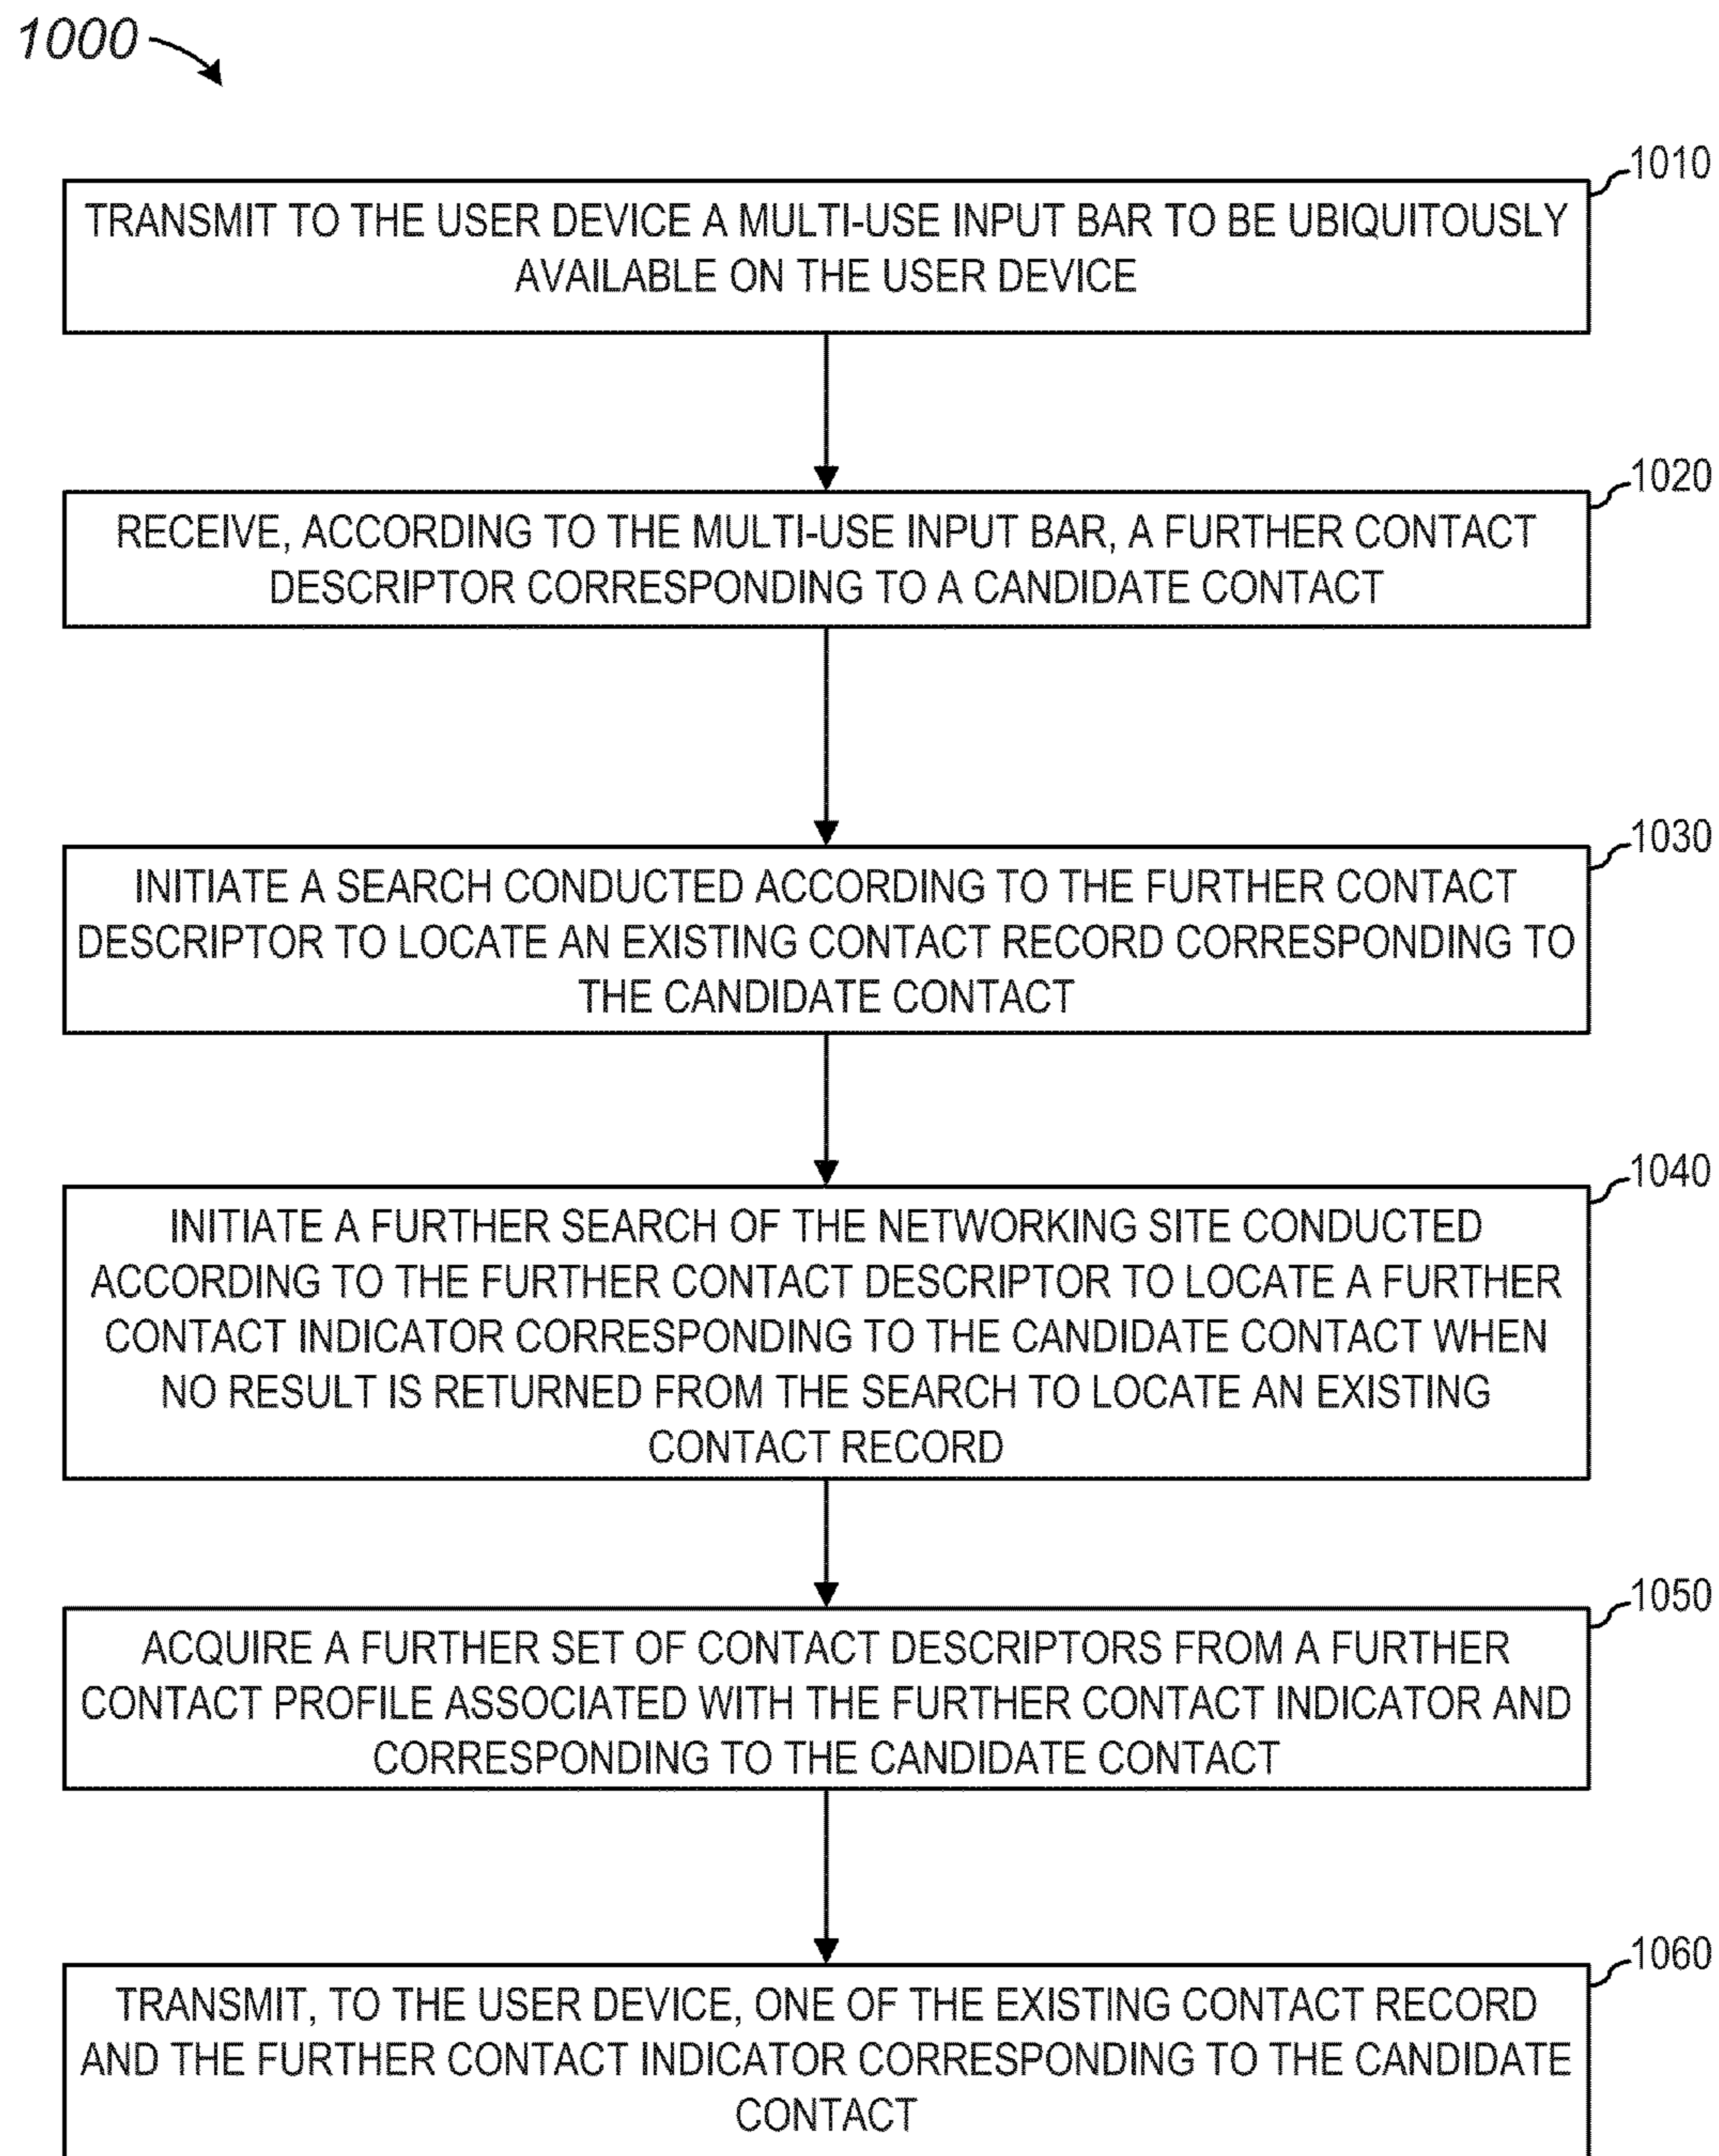 1000
1010
TRANSMIT TO THE USER DEVICE A MULTI-USE INPUT BAR TO BE UBIQUITOUSLY
AVAILABLE ON THE USER DEVICE
1020
RECEIVE, ACCORDING TO THE MULTI-USE INPUT BAR, A FURTHER CONTACT
DESCRIPTOR CORRESPONDING TO A CANDIDATE CONTACT
1030
INITIATE A SEARCH CONDUCTED ACCORDING TO THE FURTHER CONTACT
DESCRIPTOR TO LOCATE AN EXISTING CONTACT RECORD CORRESPONDING TO
THE CANDIDATE CONTACT
1040
INITIATE A FURTHER SEARCH OF THE NETWORKING SITE CONDUCTED
ACCORDING TO THE FURTHER CONTACT DESCRIPTOR TO LOCATE A FURTHER
CONTACT INDICATOR CORRESPONDING TO THE CANDIDATE CONTACT WHEN
NO RESULT IS RETURNED FROM THE SEARCH TO LOCATE AN EXISTING
CONTACT RECORD
1050
ACQUIRE A FURTHER SET OF CONTACT DESCRIPTORS FROM A FURTHER
CONTACT PROFILE ASSOCIATED WITH THE FURTHER CONTACT INDICATOR AND
CORRESPONDING TO THE CANDIDATE CONTACT
1060
TRANSMIT, TO THE USER DEVICE, ONE OF THE EXISTING CONTACT RECORD
AND THE FURTHER CONTACT INDICATOR CORRESPONDING TO THE CANDIDATE
CONTACT